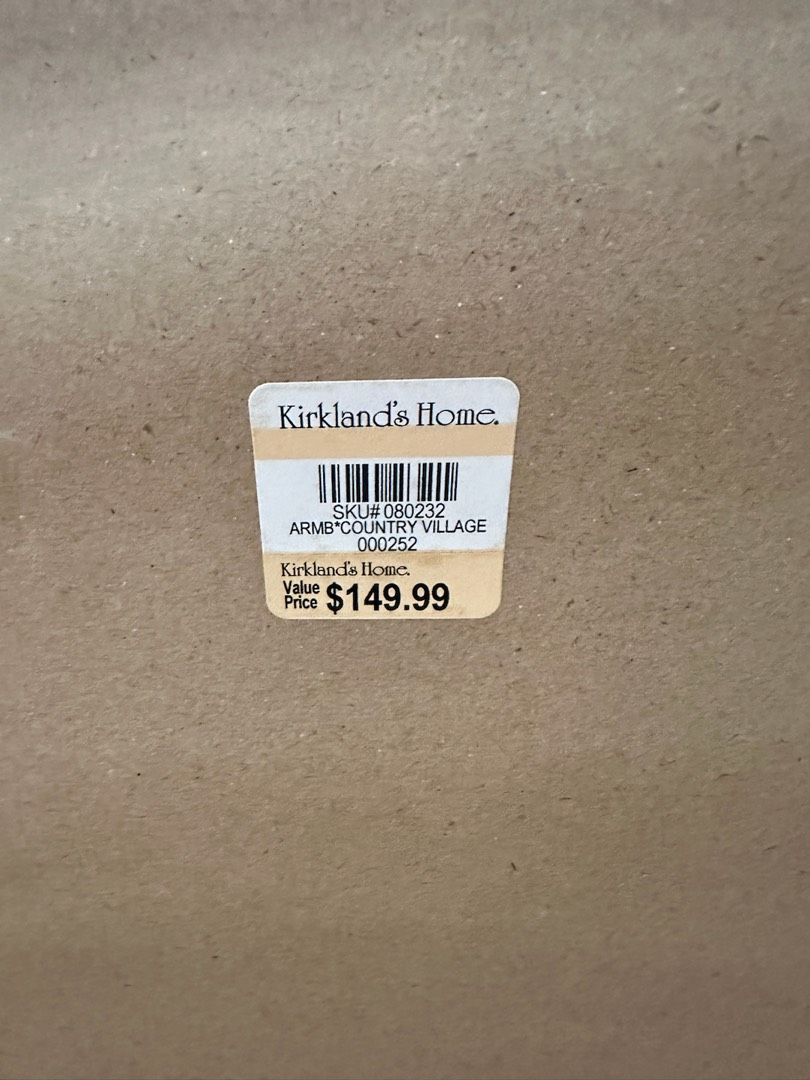 Kirkland's Home.
SKU# 080232
ARMB*COUNTRY VILLAGE
000252
Kirkland's Home.
Value
Price $149.99